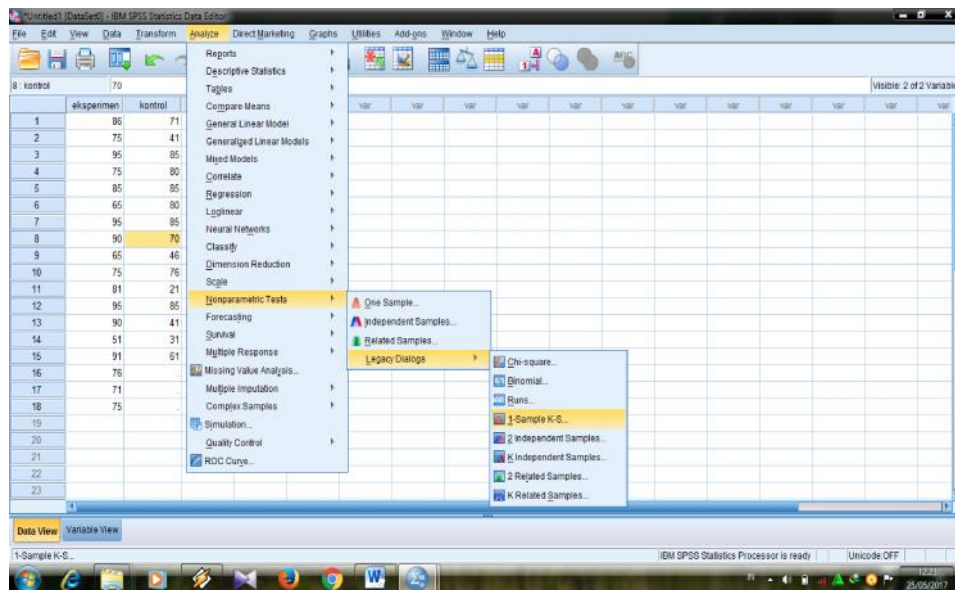 *Untitled1 [DataSet0] - IBM SPSS Statistics Data Editor
File Edit View Data Transform Analyze Direct Marketing Graphs Utilities Add-ons Window Help
8 : kontrol 70 Visible: 2 of 2 Variable
eksperimen kontrol var var var var var var var var var var var
1 86 71
2 75 41
3 95 85
4 75 80
5 85 85
6 65 80
7 95 85
8 90 70
9 65 46
10 75 76
11 81 21
12 95 85
13 90 41
14 51 31
15 91 61
16 76 .
17 71 .
18 75 .
19
20
21
22
23
Reports
Descriptive Statistics
Tables
Compare Means
General Linear Model
Generalized Linear Models
Mixed Models
Correlate
Regression
Loglinear
Neural Networks
Classify
Dimension Reduction
Scale
Nonparametric Tests
Forecasting
Survival
Multiple Response
Missing Value Analysis...
Multiple Imputation
Complex Samples
Simulation...
Quality Control
ROC Curve...
One Sample...
Independent Samples...
Related Samples...
Legacy Dialogs
Chi-square...
Binomial...
Runs...
1-Sample K-S...
2 Independent Samples...
K Independent Samples...
2 Related Samples...
K Related Samples...
Data View Variable View
1-Sample K-S... IBM SPSS Statistics Processor is ready Unicode:OFF
12:23
25/05/2017